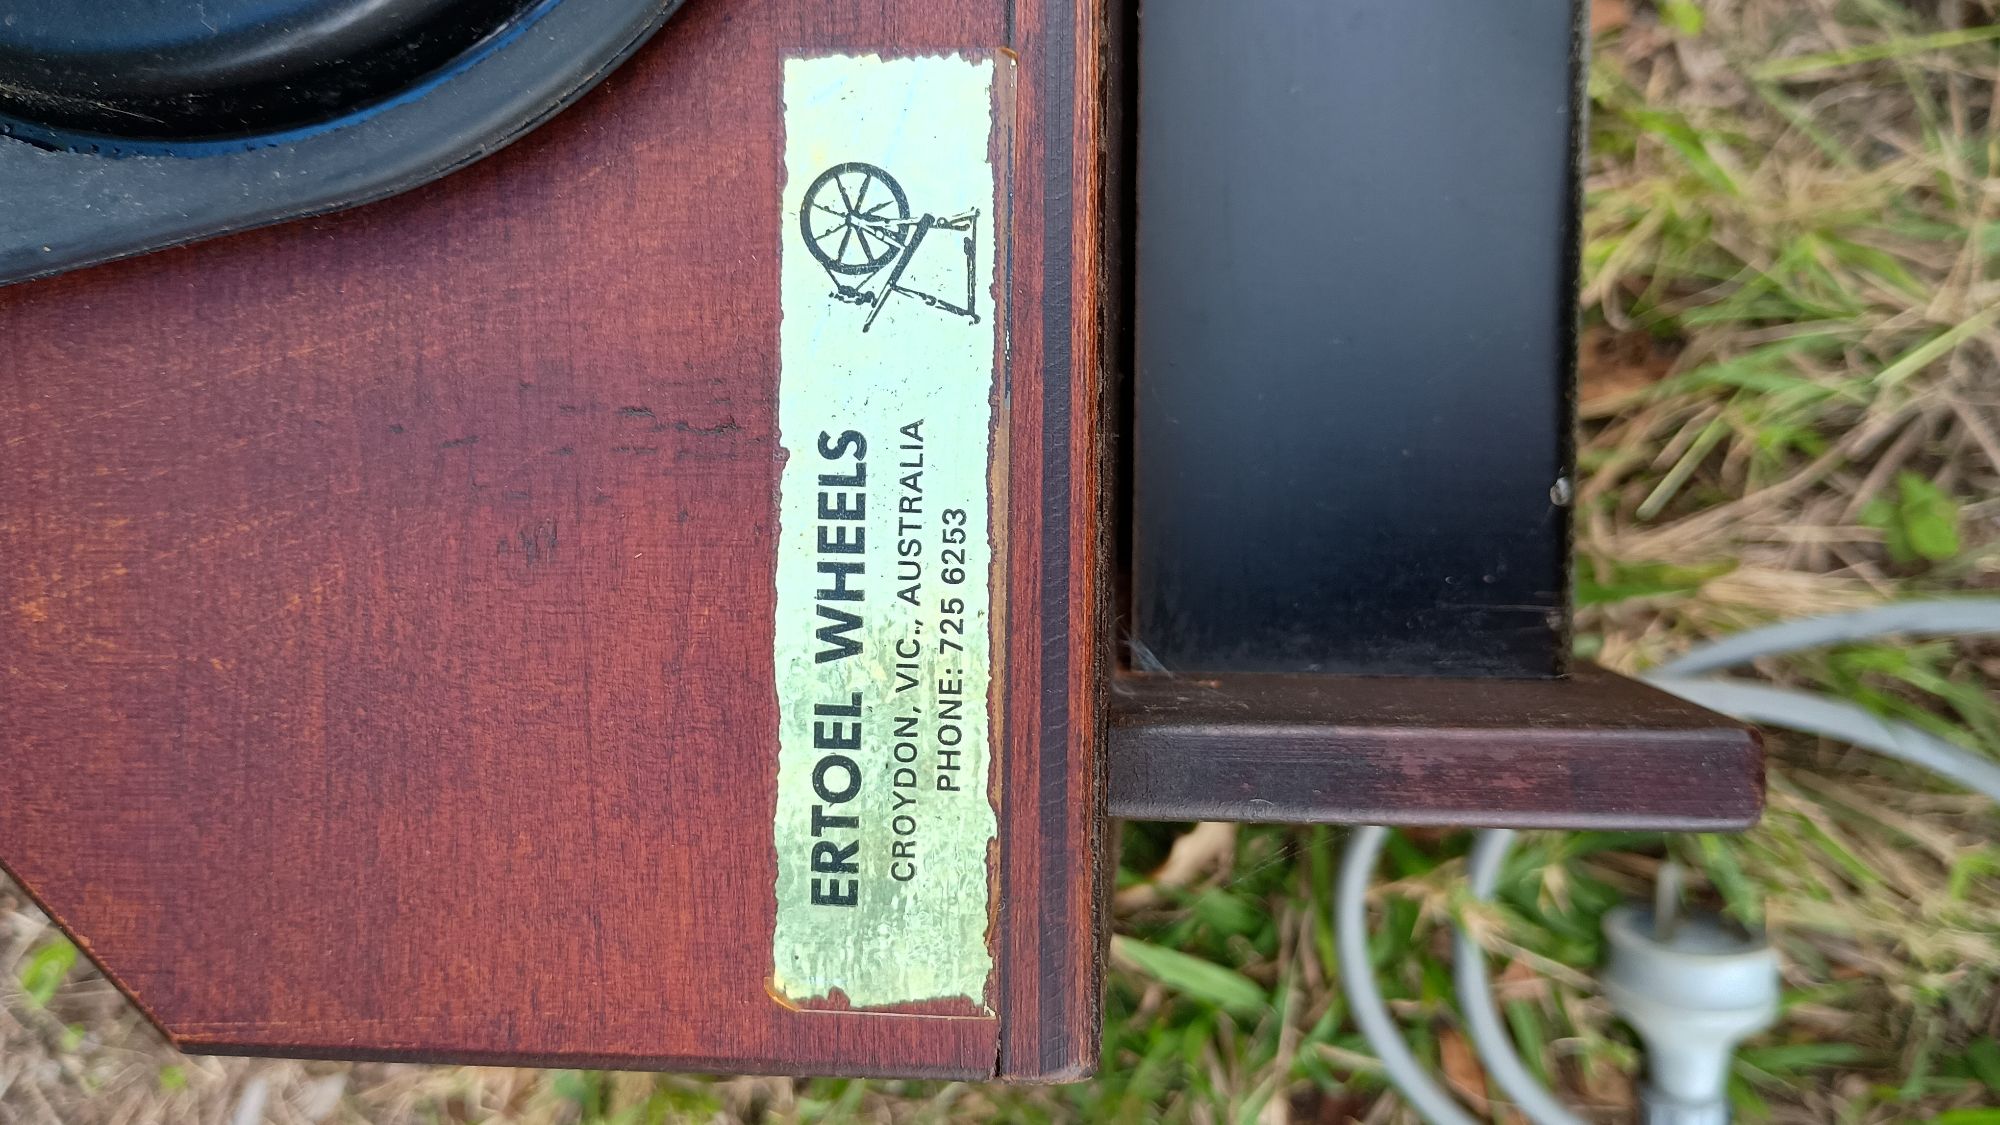 ERTOEL WHEELS
CROYDON, VIC., AUSTRALIA
PHONE: 725 6253